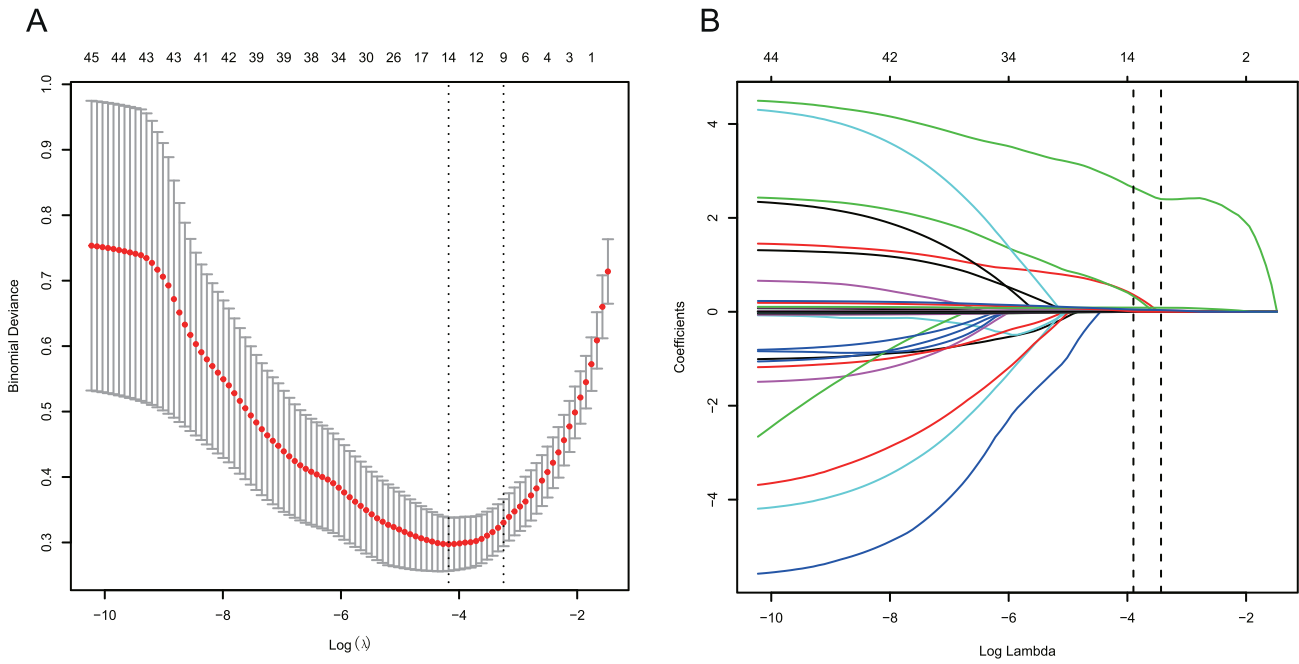 A
45 44 43 43 41 42 39 39 38 34 30 26 17 14 12 9 6 4 3 1
1.0
0.9
0.8
0.7
0.6
0.5
0.4
0.3
Binomial Deviance
−10 −8 −6 −4 −2
Log (λ)
B
44 42 34 14 2
4
2
0
−2
−4
Coefficients
−10 −8 −6 −4 −2
Log Lambda